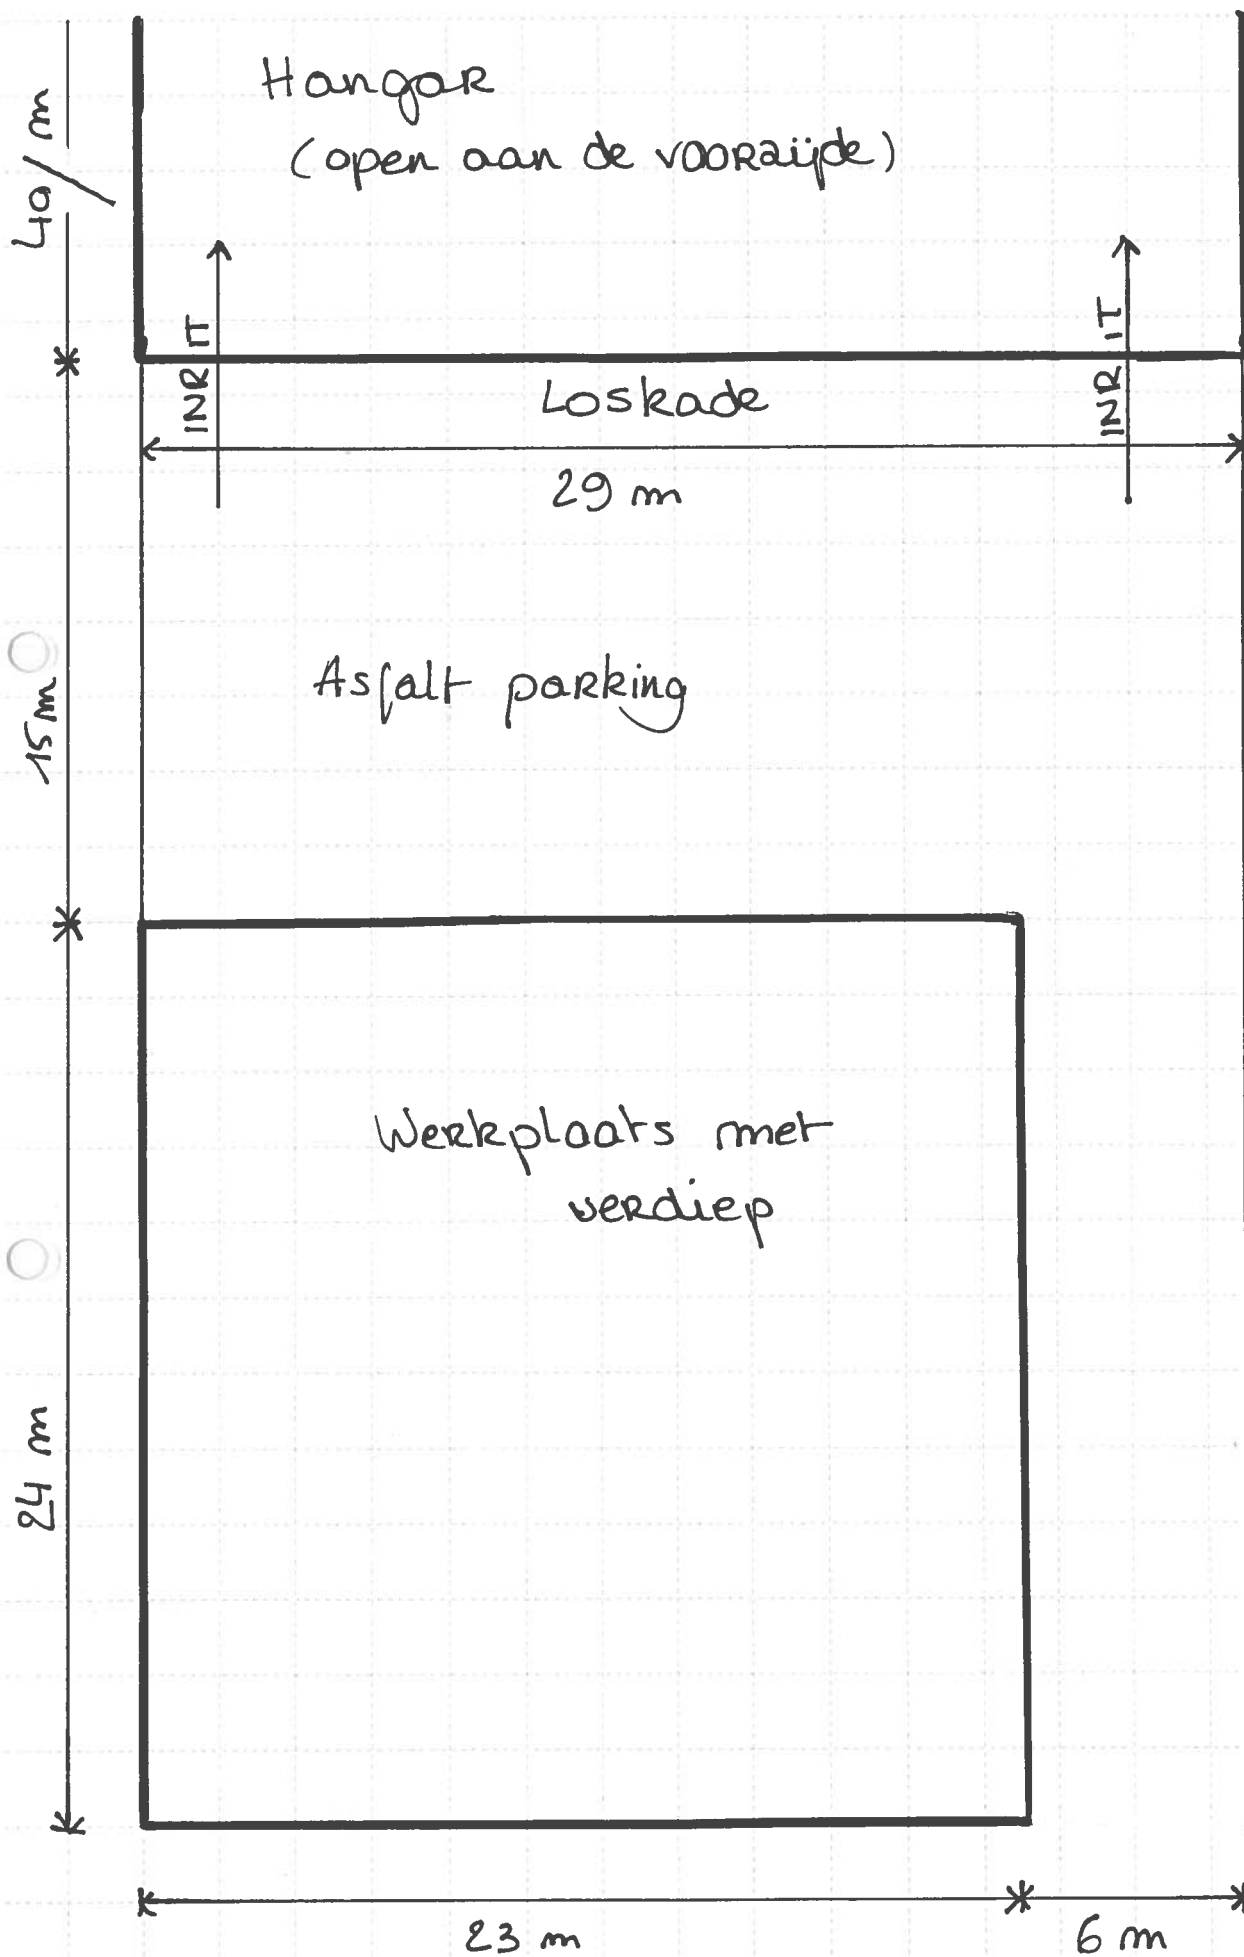 Hangar
(open aan de voorzijde)
40/m
INRIT
INRIT
Loskade
29 m
Asfalt parking
15 m
Werkplaats met
verdiep
24 m
23 m
6 m